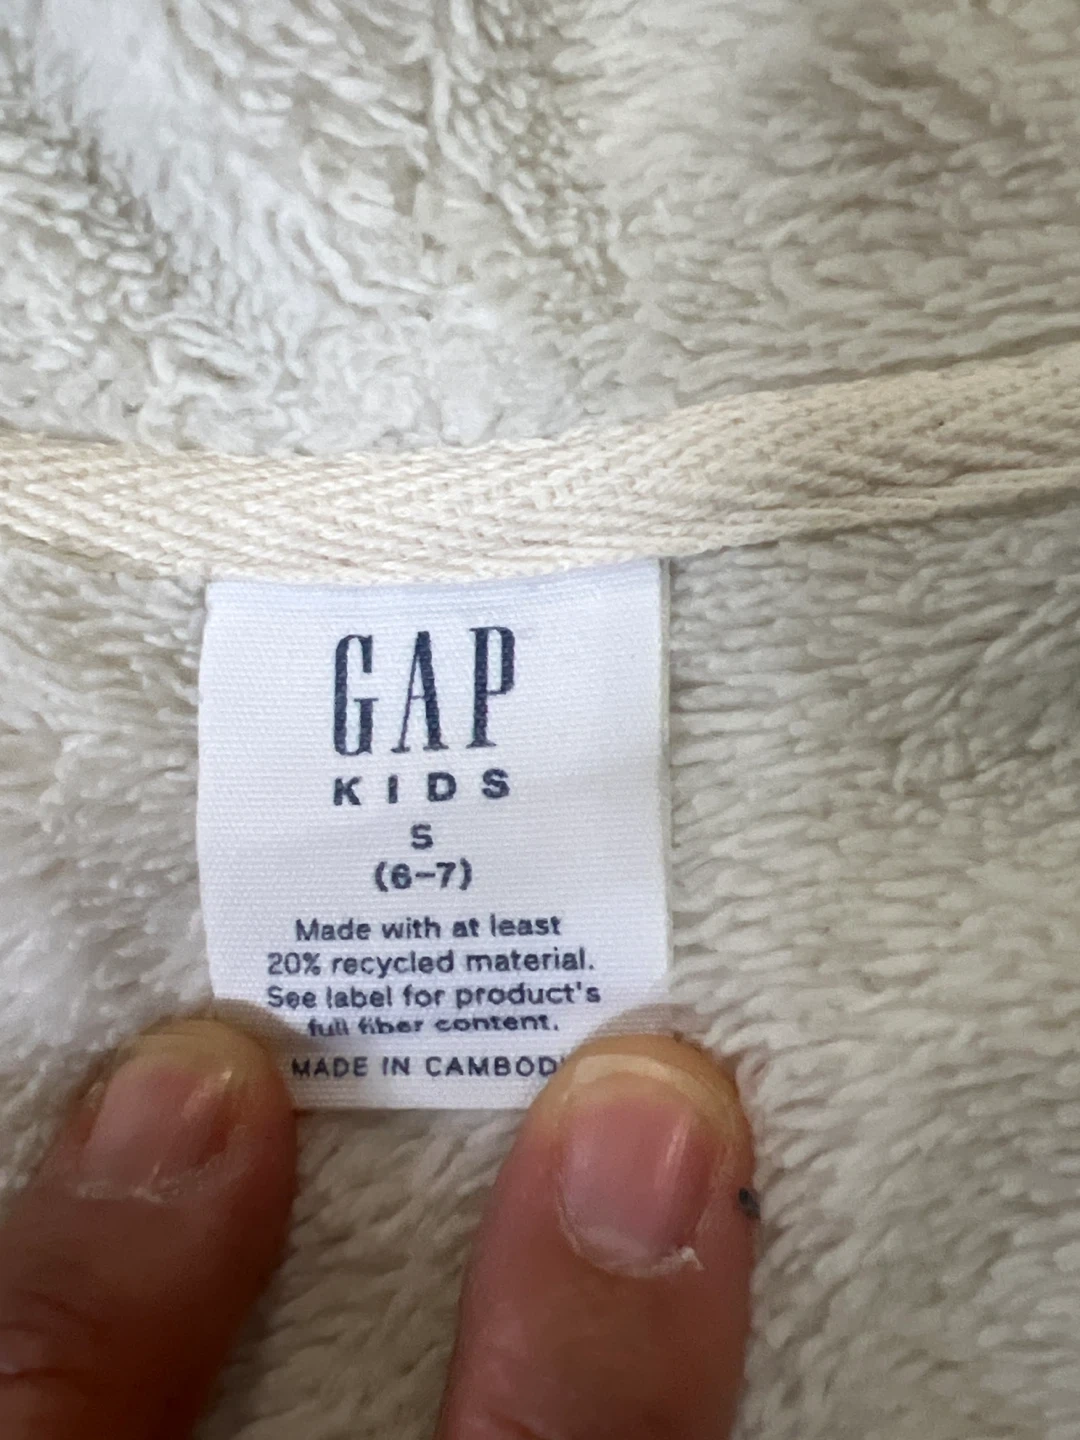 GAP
KIDS
S
(6-7)
Made with at least
20% recycled material.
See label for product's
full fiber content.
MADE IN CAMBOD